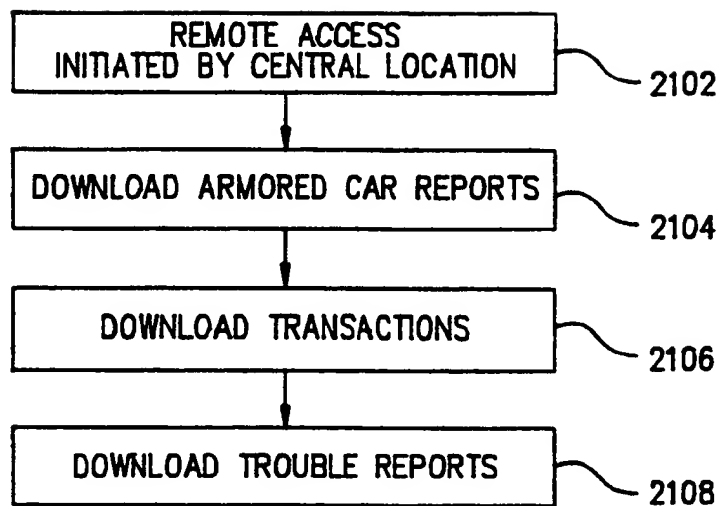 REMOTE ACCESS
INITIATED BY CENTRAL LOCATION
2102
DOWNLOAD ARMORED CAR REPORTS
2104
DOWNLOAD TRANSACTIONS
2106
DOWNLOAD TROUBLE REPORTS
2108